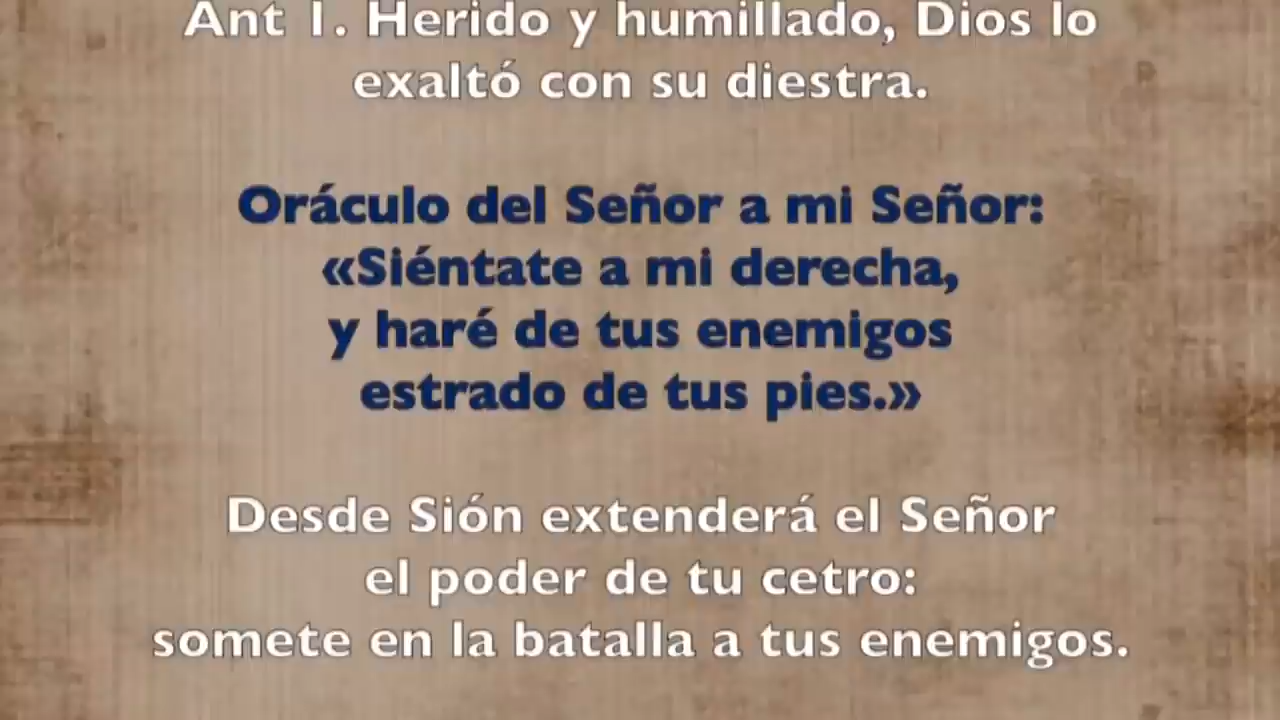 Ant 1. Herido y humillado, Dios lo
exaltó con su diestra.
Oráculo del Señor a mi Señor:
«Siéntate a mi derecha,
y haré de tus enemigos
estrado de tus pies.»
Desde Sión extenderá el Señor
el poder de tu cetro:
somete en la batalla a tus enemigos.